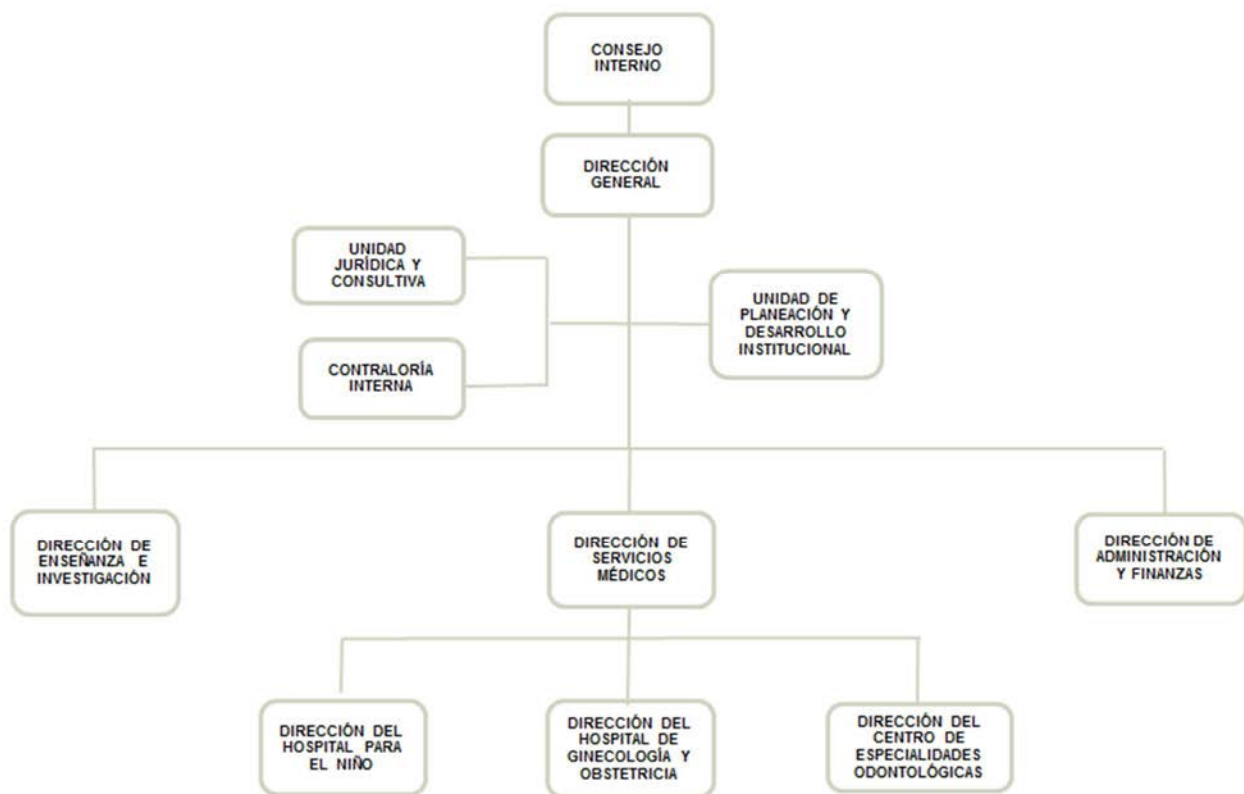 CONSEJO
INTERNO
DIRECCIÓN
GENERAL
UNIDAD
JURÍDICA Y
CONSULTIVA
UNIDAD DE
PLANEACIÓN Y
DESARROLLO
INSTITUCIONAL
CONTRALORÍA
INTERNA
DIRECCIÓN DE
ENSEÑANZA E
INVESTIGACIÓN
DIRECCIÓN DE
SERVICIOS
MÉDICOS
DIRECCIÓN DE
ADMINISTRACIÓN
Y FINANZAS
DIRECCIÓN DEL
HOSPITAL PARA
EL NIÑO
DIRECCIÓN DEL
HOSPITAL DE
GINECOLOGÍA Y
OBSTETRICIA
DIRECCIÓN DEL
CENTRO DE
ESPECIALIDADES
ODONTOLÓGICAS